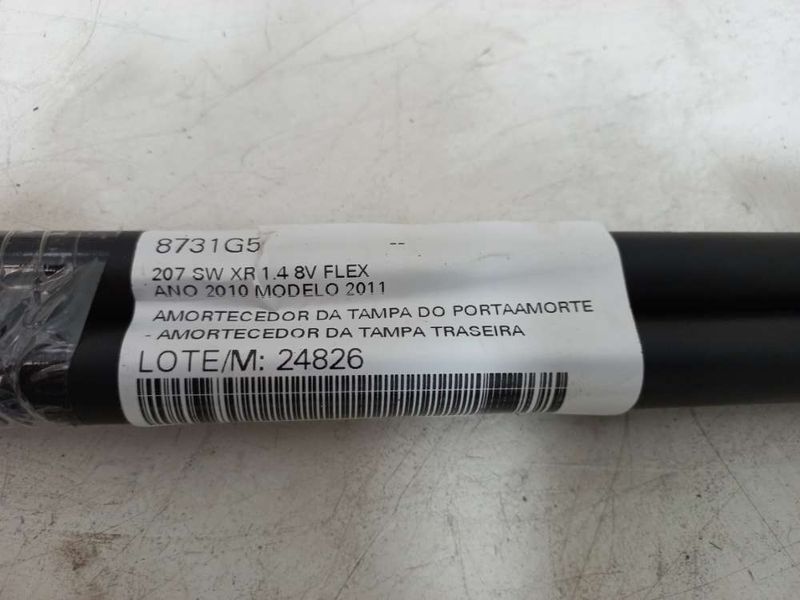 8731G5 --
207 SW XR 1.4 8V FLEX
ANO 2010 MODELO 2011
AMORTECEDOR DA TAMPA DO PORTAAMORTE
- AMORTECEDOR DA TAMPA TRASEIRA
LOTE/M: 24826